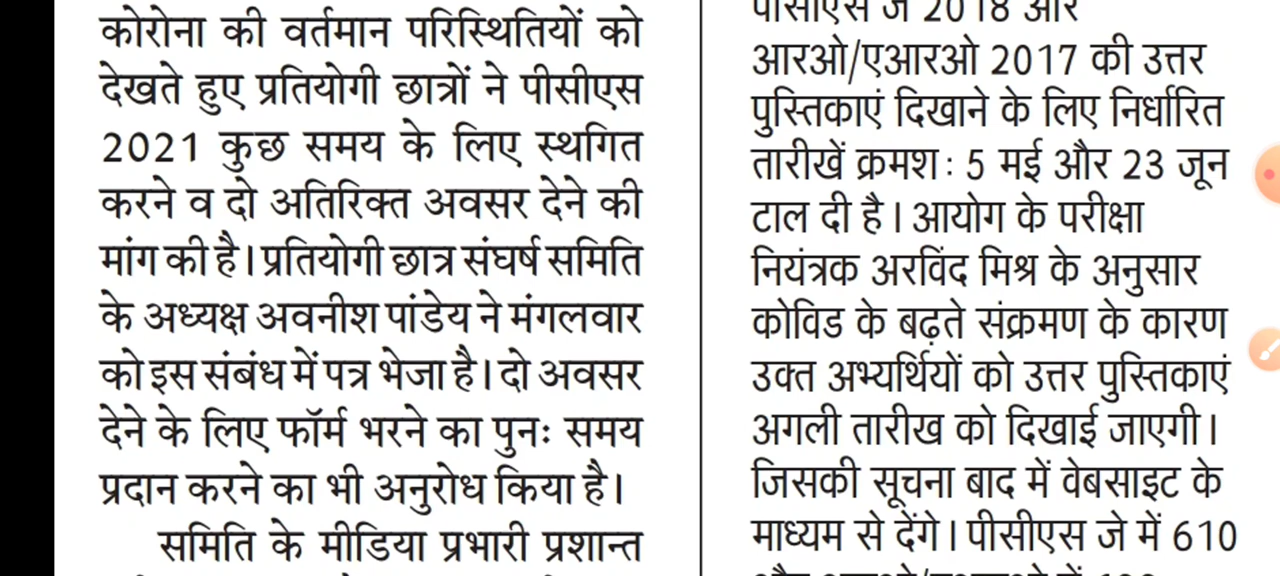 कोरोना की वर्तमान परिस्थितियों को
देखते हुए प्रतियोगी छात्रों ने पीसीएस
2021 कुछ समय के लिए स्थगित
करने व दो अतिरिक्त अवसर देने की
मांग की है। प्रतियोगी छात्र संघर्ष समिति
के अध्यक्ष अवनीश पांडेय ने मंगलवार
को इस संबंध में पत्र भेजा है। दो अवसर
देने के लिए फॉर्म भरने का पुनः समय
प्रदान करने का भी अनुरोध किया है।
समिति के मीडिया प्रभारी प्रशान्त
पीसीएस जे 2018 और
आरओ/एआरओ 2017 की उत्तर
पुस्तिकाएं दिखाने के लिए निर्धारित
तारीखें क्रमश: 5 मई और 23 जून
टाल दी है। आयोग के परीक्षा
नियंत्रक अरविंद मिश्र के अनुसार
कोविड के बढ़ते संक्रमण के कारण
उक्त अभ्यर्थियों को उत्तर पुस्तिकाएं
अगली तारीख को दिखाई जाएगी।
जिसकी सूचना बाद में वेबसाइट के
माध्यम से देंगे। पीसीएस जे में 610